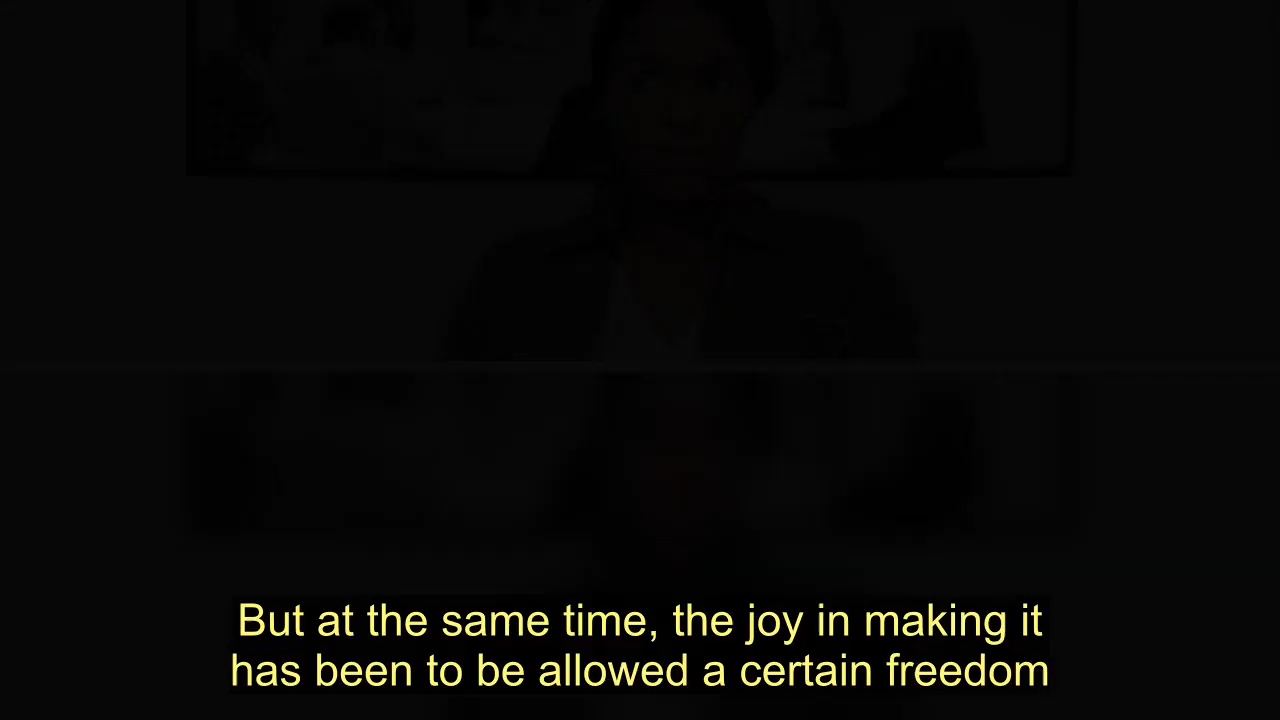 But at the same time, the joy in making it
has been to be allowed a certain freedom